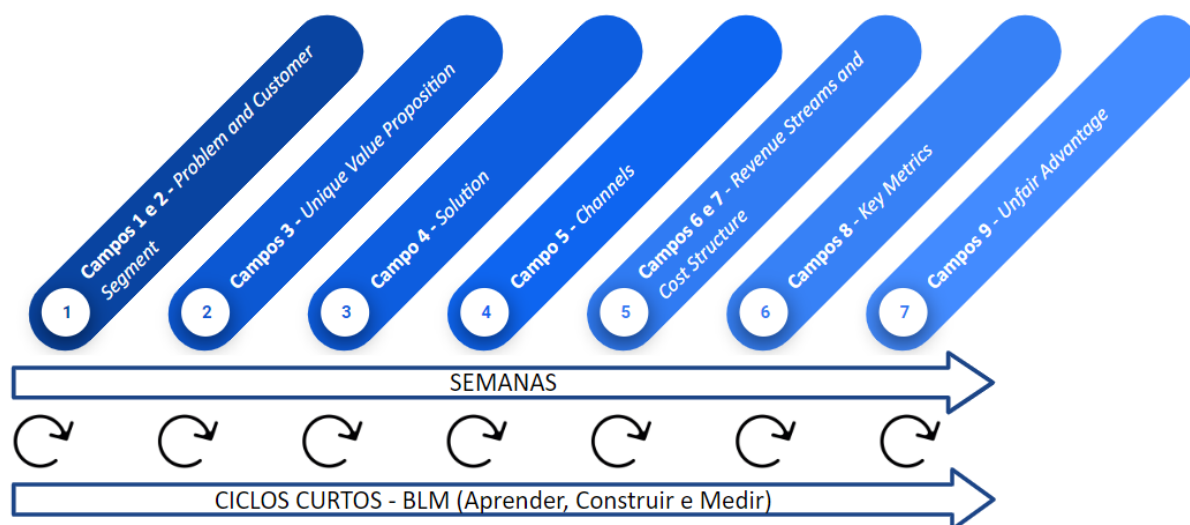 Campos 1 e 2 - Problem and Customer
Segment
Campos 3 - Unique Value Proposition
Campo 4 - Solution
Campo 5 - Channels
Campos 6 e 7 - Revenue Streams and
Cost Structure
Campos 8 - Key Metrics
Campos 9 - Unfair Advantage
1
2
3
4
5
6
7
SEMANAS
CICLOS CURTOS - BLM (Aprender, Construir e Medir)